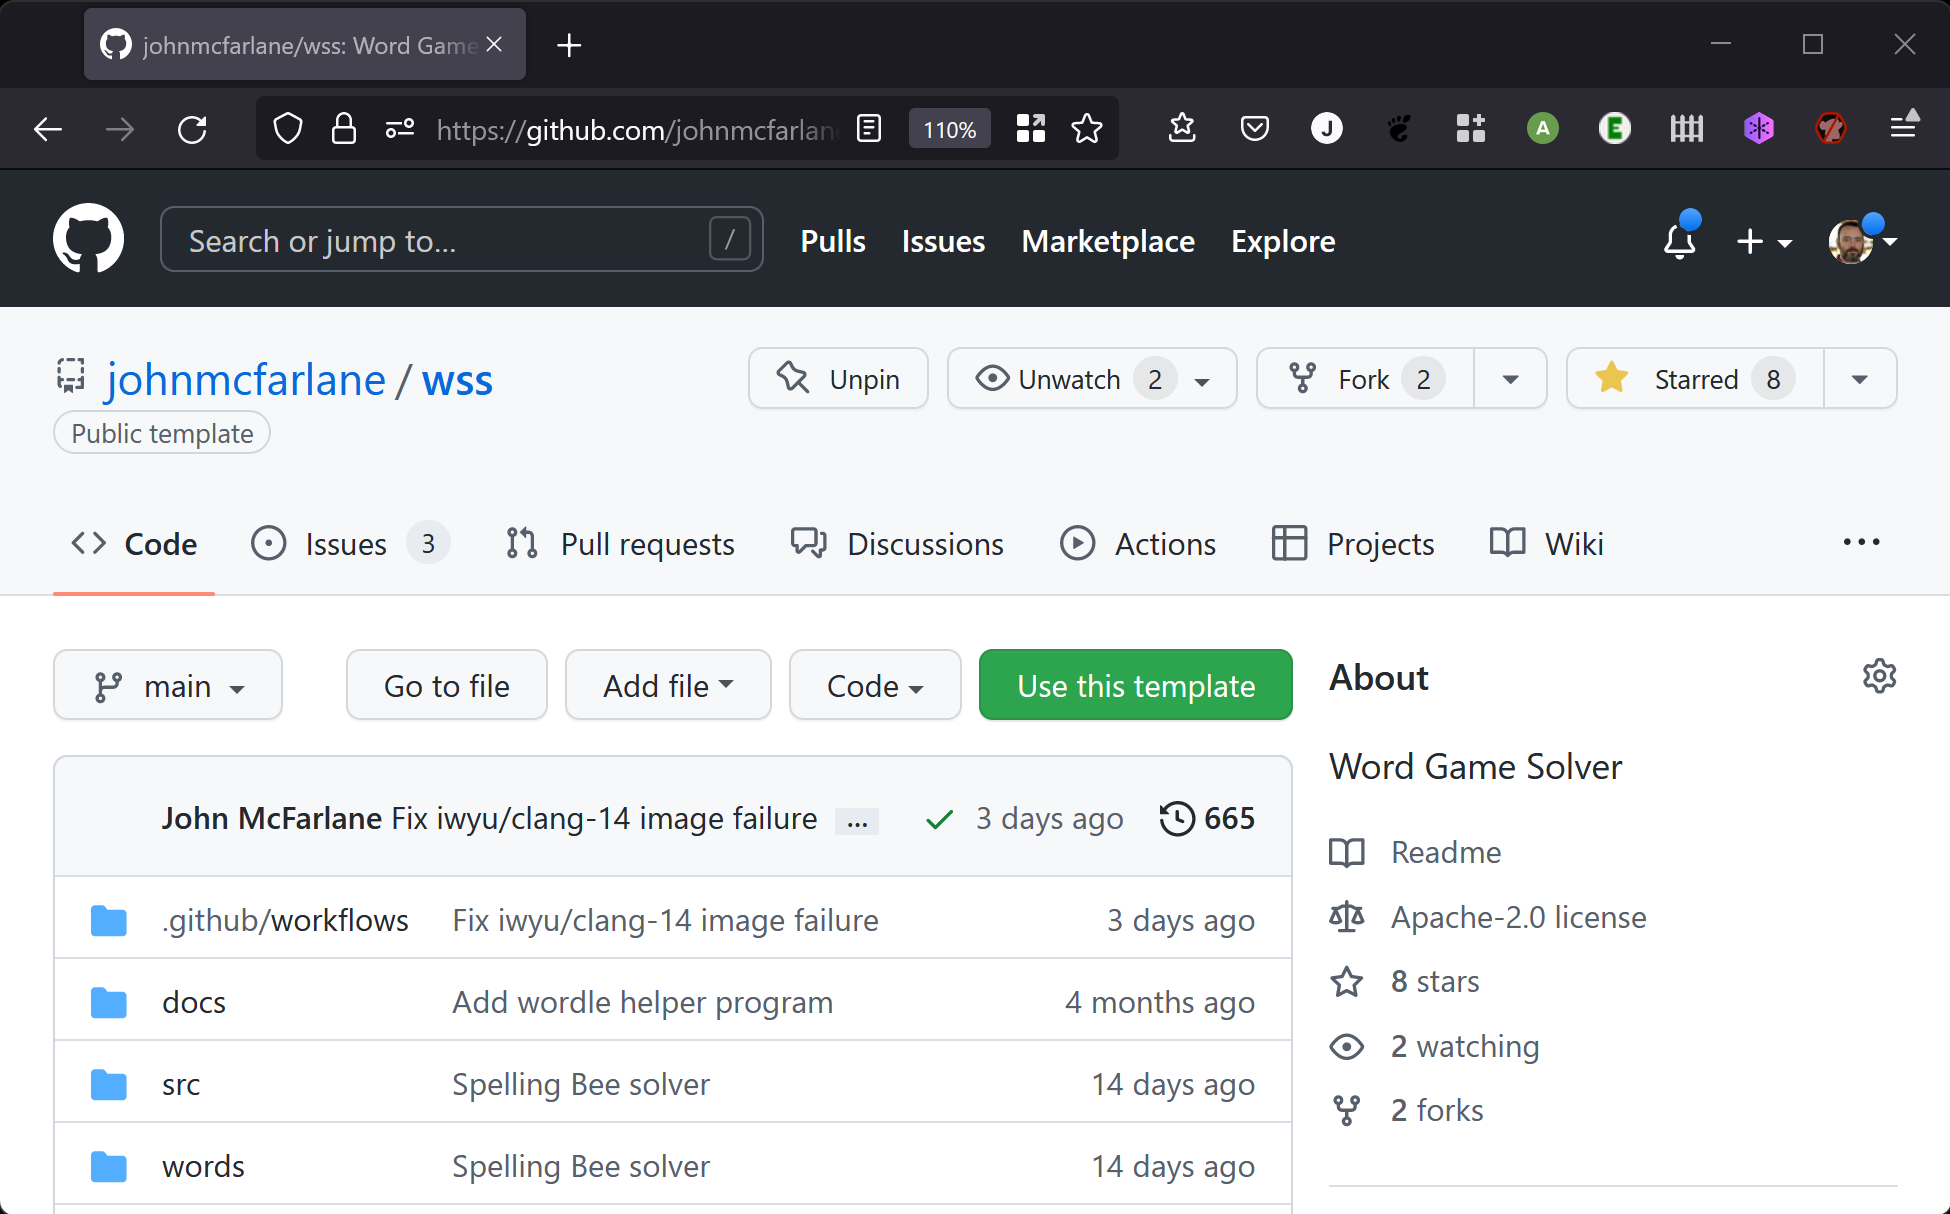 johnmcfarlane/wss: Word Game
https://github.com/johnmcfarlan
110%
J
A
E
Search or jump to...
/
Pulls
Issues
Marketplace
Explore
johnmcfarlane / wss
Unpin
Unwatch 2
Fork 2
Starred 8
Public template
Code
Issues 3
Pull requests
Discussions
Actions
Projects
Wiki
...
main
Go to file
Add file
Code
Use this template
About
Word Game Solver
John McFarlane Fix iwyu/clang-14 image failure ... 3 days ago 665
.github/workflows Fix iwyu/clang-14 image failure 3 days ago
docs Add wordle helper program 4 months ago
src Spelling Bee solver 14 days ago
words Spelling Bee solver 14 days ago
Readme
Apache-2.0 license
8 stars
2 watching
2 forks